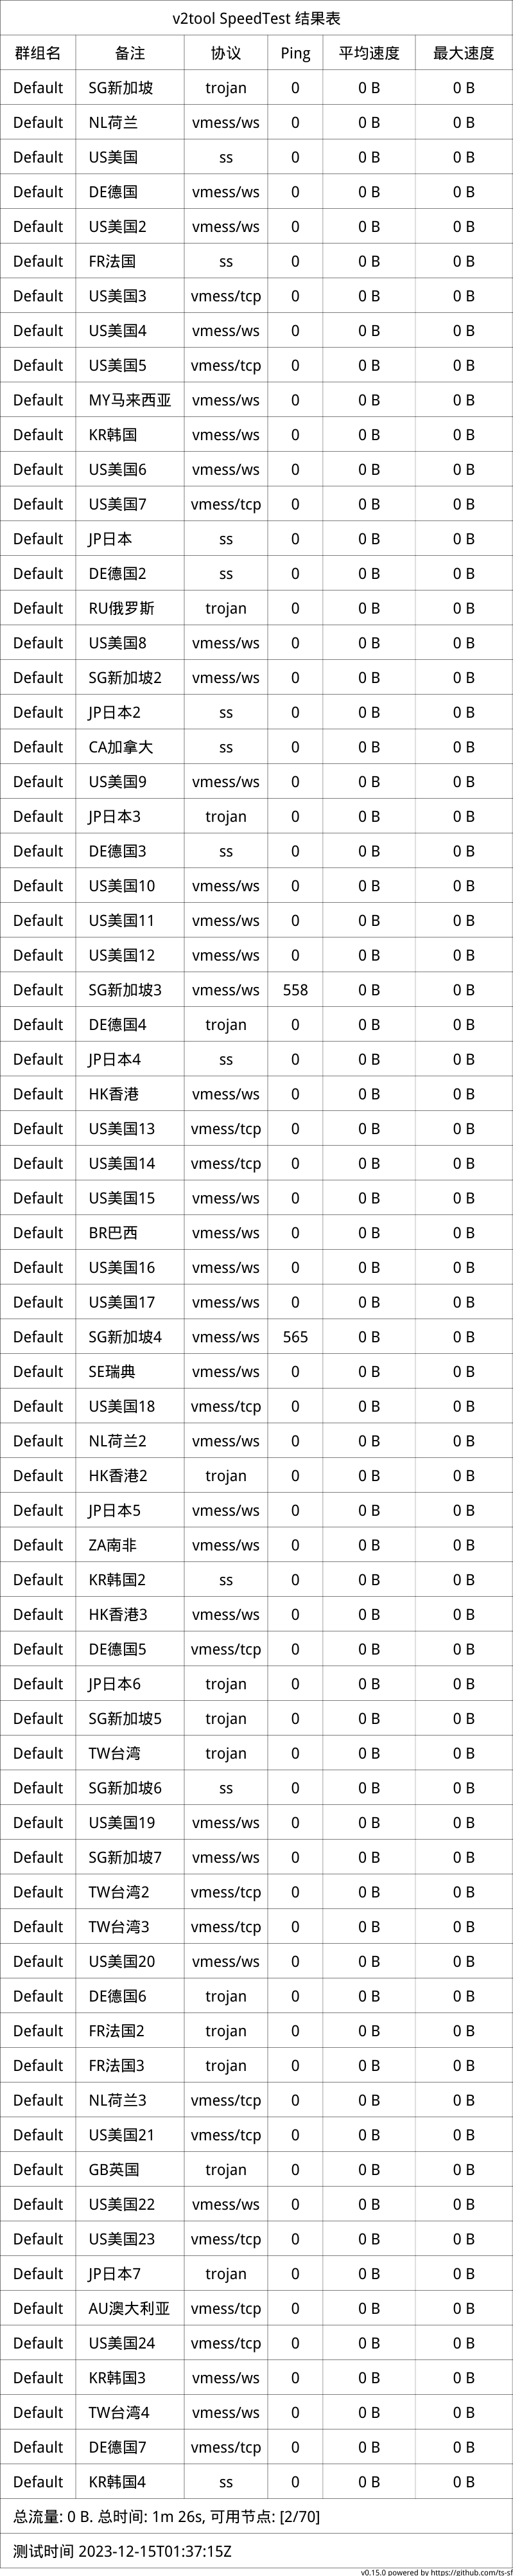 v2tool SpeedTest 结果表
群组名 备注 协议 Ping 平均速度 最大速度
Default SG新加坡 trojan 0 0 B 0 B
Default NL荷兰 vmess/ws 0 0 B 0 B
Default US美国 ss 0 0 B 0 B
Default DE德国 vmess/ws 0 0 B 0 B
Default US美国2 vmess/ws 0 0 B 0 B
Default FR法国 ss 0 0 B 0 B
Default US美国3 vmess/tcp 0 0 B 0 B
Default US美国4 vmess/ws 0 0 B 0 B
Default US美国5 vmess/tcp 0 0 B 0 B
Default MY马来西亚 vmess/ws 0 0 B 0 B
Default KR韩国 vmess/ws 0 0 B 0 B
Default US美国6 vmess/ws 0 0 B 0 B
Default US美国7 vmess/tcp 0 0 B 0 B
Default JP日本 ss 0 0 B 0 B
Default DE德国2 ss 0 0 B 0 B
Default RU俄罗斯 trojan 0 0 B 0 B
Default US美国8 vmess/ws 0 0 B 0 B
Default SG新加坡2 vmess/ws 0 0 B 0 B
Default JP日本2 ss 0 0 B 0 B
Default CA加拿大 ss 0 0 B 0 B
Default US美国9 vmess/ws 0 0 B 0 B
Default JP日本3 trojan 0 0 B 0 B
Default DE德国3 ss 0 0 B 0 B
Default US美国10 vmess/ws 0 0 B 0 B
Default US美国11 vmess/ws 0 0 B 0 B
Default US美国12 vmess/ws 0 0 B 0 B
Default SG新加坡3 vmess/ws 558 0 B 0 B
Default DE德国4 trojan 0 0 B 0 B
Default JP日本4 ss 0 0 B 0 B
Default HK香港 vmess/ws 0 0 B 0 B
Default US美国13 vmess/tcp 0 0 B 0 B
Default US美国14 vmess/tcp 0 0 B 0 B
Default US美国15 vmess/ws 0 0 B 0 B
Default BR巴西 vmess/ws 0 0 B 0 B
Default US美国16 vmess/ws 0 0 B 0 B
Default US美国17 vmess/ws 0 0 B 0 B
Default SG新加坡4 vmess/ws 565 0 B 0 B
Default SE瑞典 vmess/ws 0 0 B 0 B
Default US美国18 vmess/tcp 0 0 B 0 B
Default NL荷兰2 vmess/ws 0 0 B 0 B
Default HK香港2 trojan 0 0 B 0 B
Default JP日本5 vmess/ws 0 0 B 0 B
Default ZA南非 vmess/ws 0 0 B 0 B
Default KR韩国2 ss 0 0 B 0 B
Default HK香港3 vmess/ws 0 0 B 0 B
Default DE德国5 vmess/tcp 0 0 B 0 B
Default JP日本6 trojan 0 0 B 0 B
Default SG新加坡5 trojan 0 0 B 0 B
Default TW台湾 trojan 0 0 B 0 B
Default SG新加坡6 ss 0 0 B 0 B
Default US美国19 vmess/ws 0 0 B 0 B
Default SG新加坡7 vmess/ws 0 0 B 0 B
Default TW台湾2 vmess/tcp 0 0 B 0 B
Default TW台湾3 vmess/tcp 0 0 B 0 B
Default US美国20 vmess/ws 0 0 B 0 B
Default DE德国6 trojan 0 0 B 0 B
Default FR法国2 trojan 0 0 B 0 B
Default FR法国3 trojan 0 0 B 0 B
Default NL荷兰3 vmess/tcp 0 0 B 0 B
Default US美国21 vmess/tcp 0 0 B 0 B
Default GB英国 trojan 0 0 B 0 B
Default US美国22 vmess/ws 0 0 B 0 B
Default US美国23 vmess/tcp 0 0 B 0 B
Default JP日本7 trojan 0 0 B 0 B
Default AU澳大利亚 vmess/tcp 0 0 B 0 B
Default US美国24 vmess/tcp 0 0 B 0 B
Default KR韩国3 vmess/ws 0 0 B 0 B
Default TW台湾4 vmess/ws 0 0 B 0 B
Default DE德国7 vmess/tcp 0 0 B 0 B
Default KR韩国4 ss 0 0 B 0 B
总流量: 0 B. 总时间: 1m 26s, 可用节点: [2/70]
测试时间 2023-12-15T01:37:15Z
v0.15.0 powered by https://github.com/ts-sf